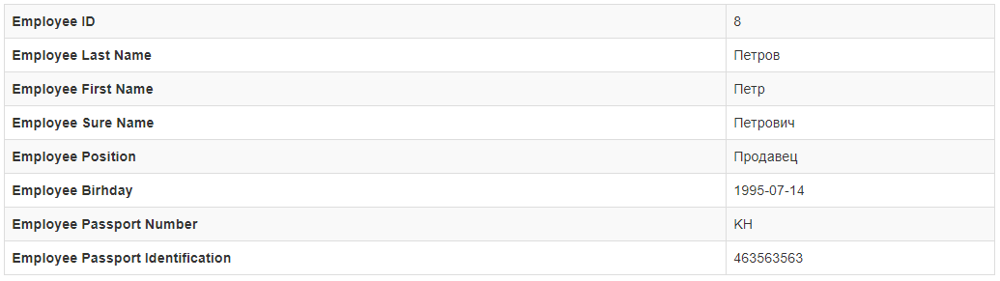 Employee ID 8
Employee Last Name Петров
Employee First Name Петр
Employee Sure Name Петрович
Employee Position Продавец
Employee Birhday 1995-07-14
Employee Passport Number KH
Employee Passport Identification 463563563